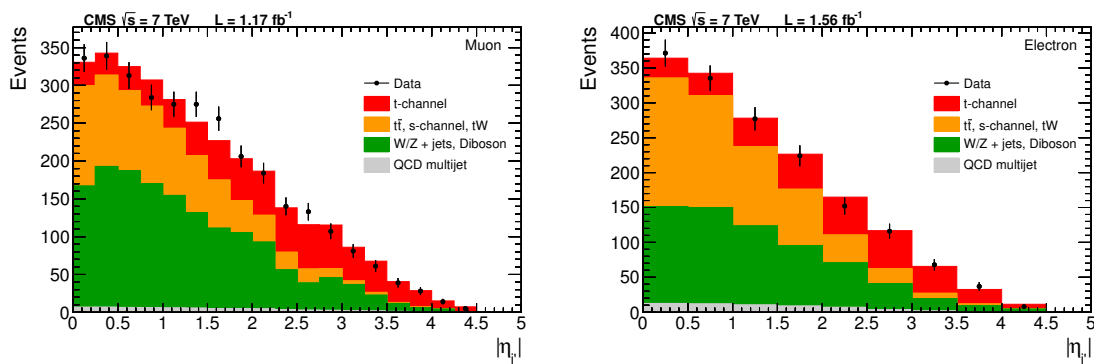 CMS √s = 7 TeV L = 1.17 fb⁻¹
Muon
Events
Data
t-channel
tt̄, s-channel, tW
W/Z + jets, Diboson
QCD multijet
350
300
250
200
150
100
50
0
0 0.5 1 1.5 2 2.5 3 3.5 4 4.5 5
|ηj'|
CMS √s = 7 TeV L = 1.56 fb⁻¹
Electron
Events
Data
t-channel
tt̄, s-channel, tW
W/Z + jets, Diboson
QCD multijet
400
350
300
250
200
150
100
50
0
0 0.5 1 1.5 2 2.5 3 3.5 4 4.5 5
|ηj'|